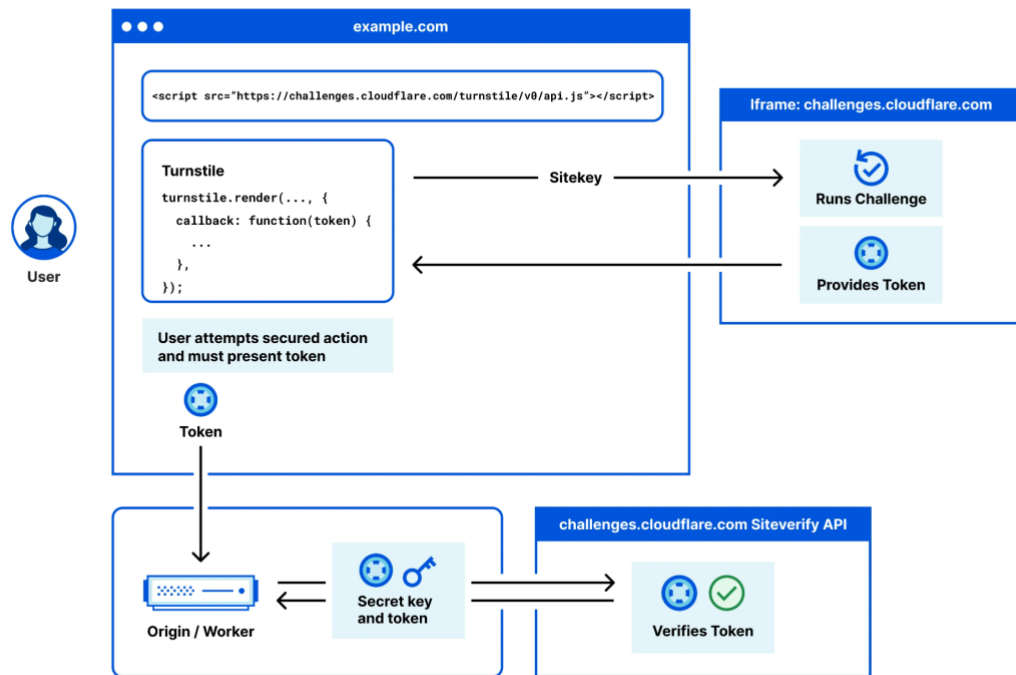 example.com
<script src="https://challenges.cloudflare.com/turnstile/v0/api.js"></script>
Iframe: challenges.cloudflare.com
Turnstile
turnstile.render(..., {
callback: function(token) {
...
},
});
Sitekey
Runs Challenge
Provides Token
User
User attempts secured action
and must present token
Token
challenges.cloudflare.com Siteverify API
Origin / Worker
Secret key
and token
Verifies Token